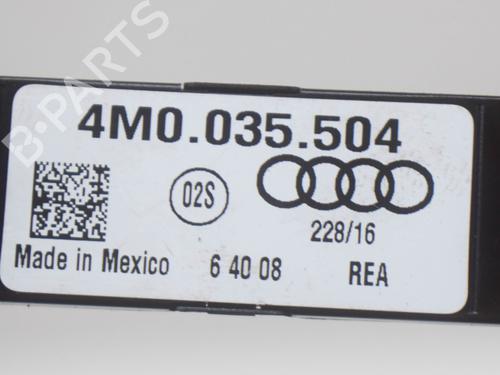 4M0.035.504
02S
228/16
Made in Mexico 6 40 08 REA
B-PARTS